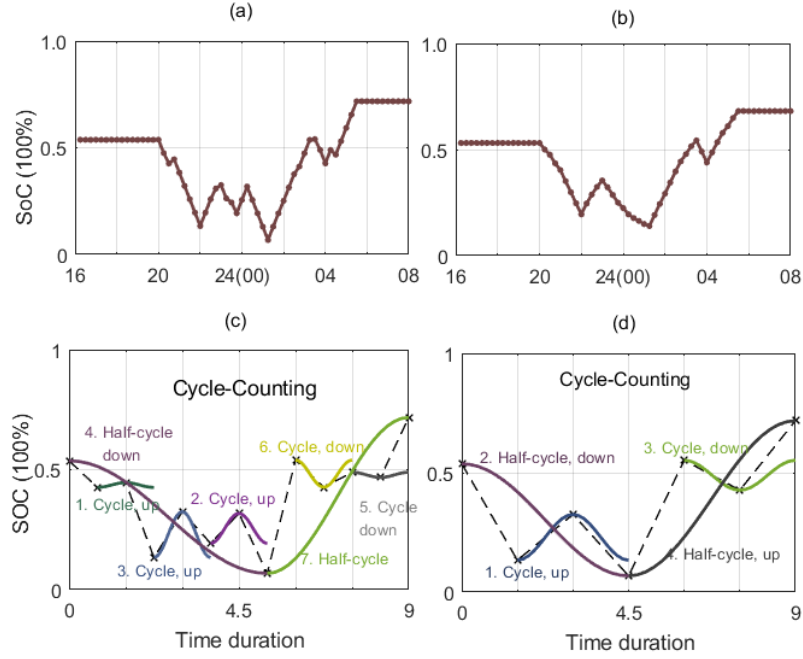 (a)
(b)
1.0
0.5
0
SoC (100%)
16
20
24(00)
04
08
1.0
0.5
0
16
20
24(00)
04
08
(c)
(d)
1
0.5
0
SOC (100%)
Cycle-Counting
4. Half-cycle
down
6. Cycle, down
1. Cycle, up
2. Cycle, up
5. Cycle
down
3. Cycle, up
7. Half-cycle
0
4.5
9
Time duration
1
0.5
0
Cycle-Counting
2. Half-cycle, down
3. Cycle, down
1. Cycle, up
4. Half-cycle, up
0
4.5
9
Time duration